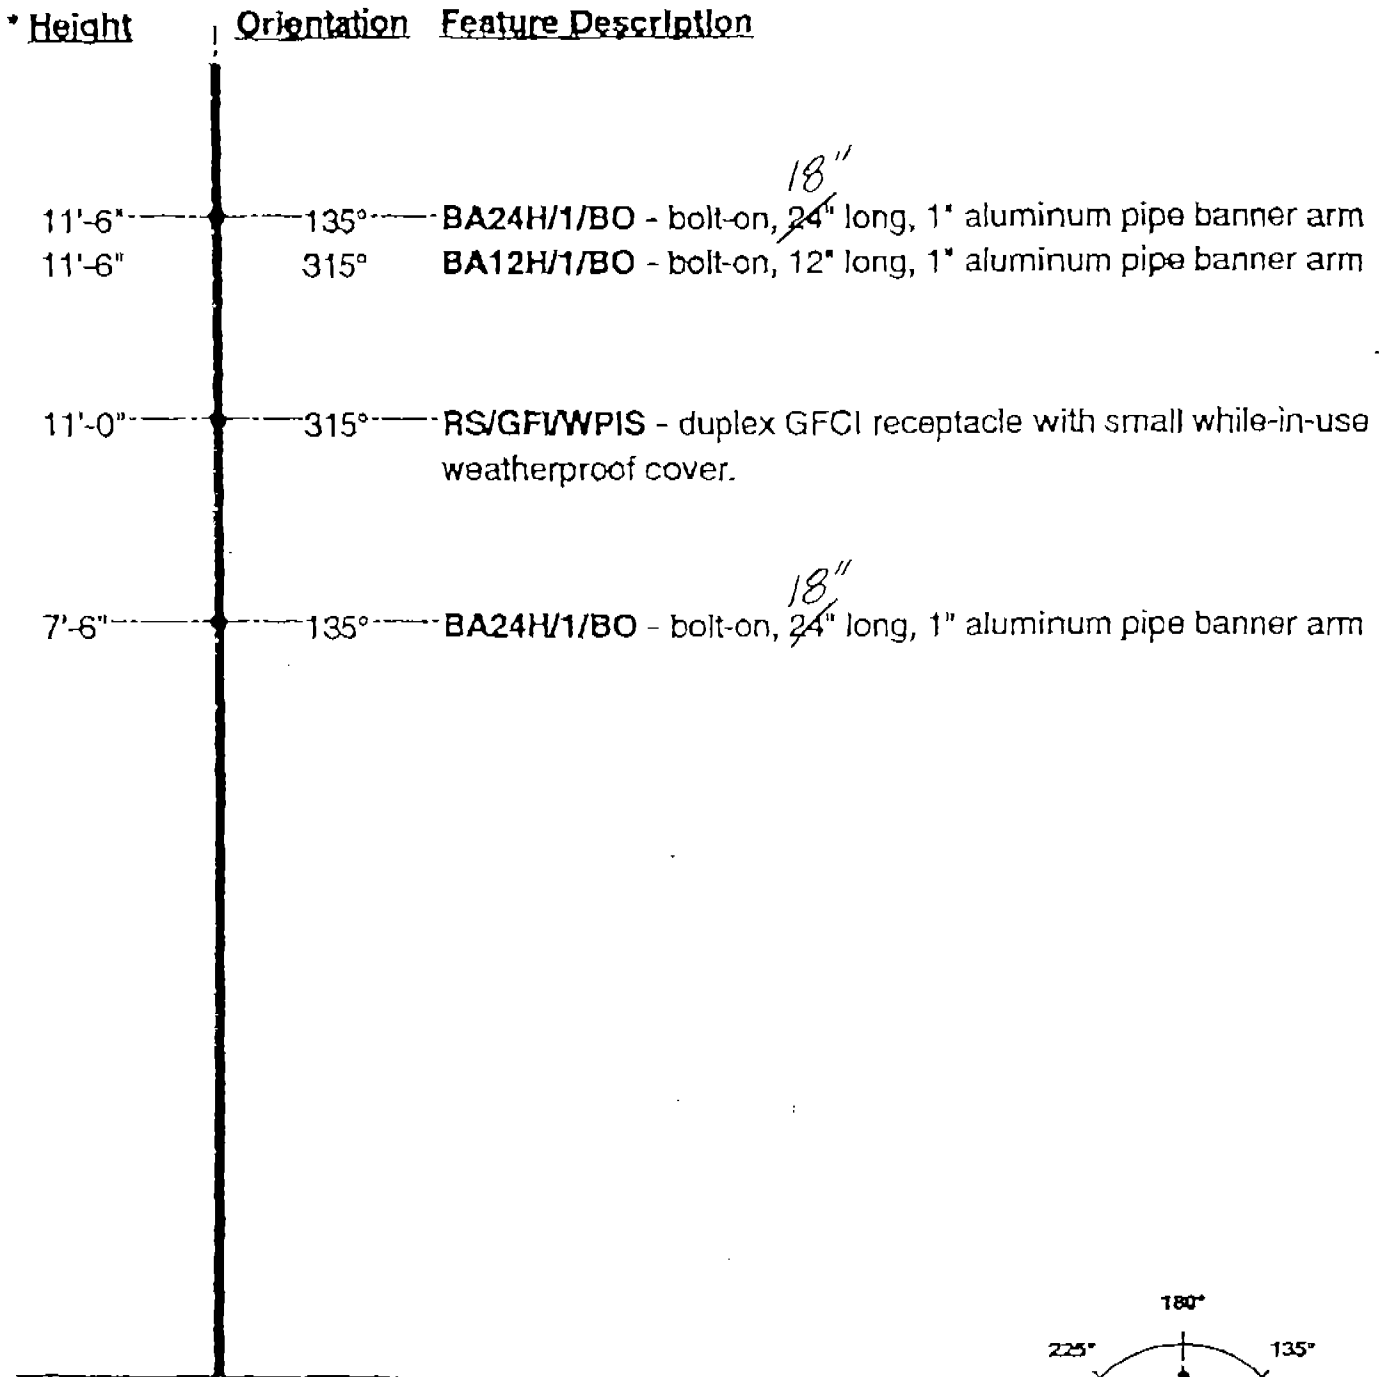 * Height Orientation Feature Description
18"
11'-6" 135° BA24H/1/BO - bolt-on, 24" long, 1" aluminum pipe banner arm
11'-6" 315° BA12H/1/BO - bolt-on, 12" long, 1" aluminum pipe banner arm
11'-0" 315° RS/GFI/WPIS - duplex GFCI receptacle with small while-in-use
weatherproof cover.
18"
7'-6" 135° BA24H/1/BO - bolt-on, 24" long, 1" aluminum pipe banner arm
180°
225° 135°